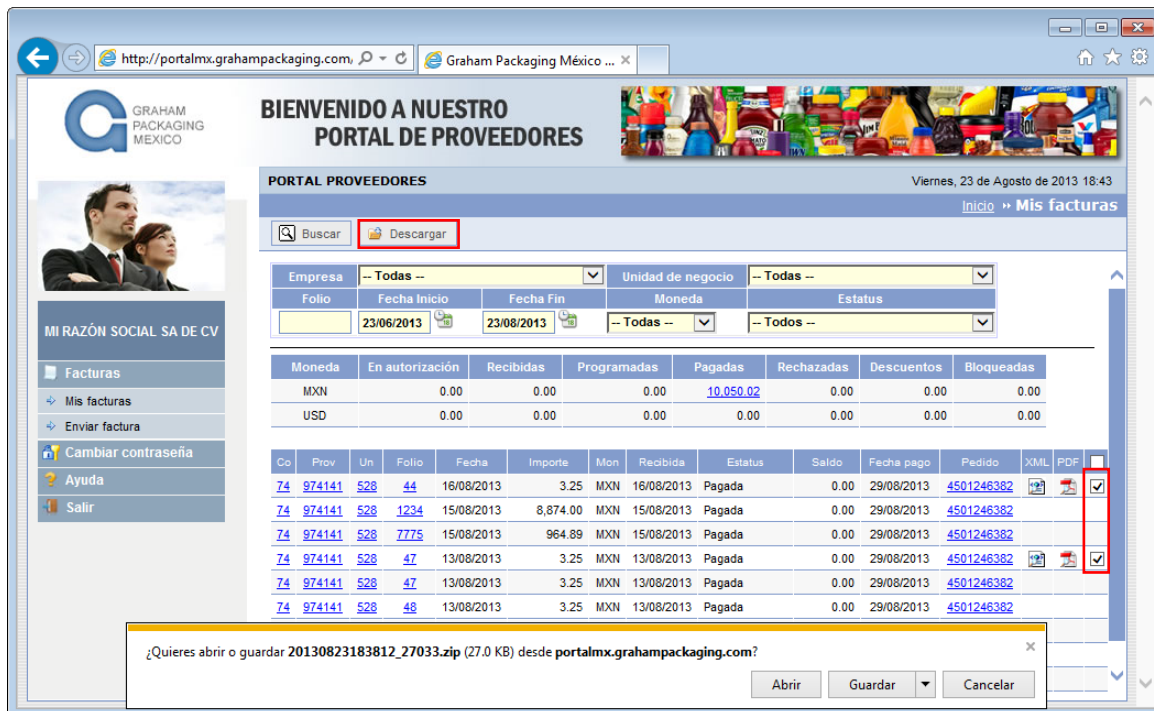 http://portalmx.grahampackaging.com,
Graham Packaging Méxíco ...
GRAHAM
PACKAGING
MEXICO
BIENVENIDO A NUESTRO
PORTAL DE PROVEEDORES
PORTAL PROVEEDORES
Viernes, 23 de Agosto de 2013 18:43
Inicio » Mis facturas
Buscar Descargar
Empresa -- Todas -- Unidad de negocio -- Todas --
Folio Fecha Inicio Fecha Fin Moneda Estatus
23/06/2013 23/08/2013 -- Todas -- -- Todos --
MI RAZÓN SOCIAL SA DE CV
Facturas
Mis facturas
Enviar factura
Cambiar contraseña
Ayuda
Salir
Moneda En autorización Recibidas Programadas Pagadas Rechazadas Descuentos Bloqueadas
MXN 0.00 0.00 0.00 10,050.02 0.00 0.00 0.00
USD 0.00 0.00 0.00 0.00 0.00 0.00 0.00
Co Prov Un Folio Fecha Importe Mon Recibida Estatus Saldo Fecha pago Pedido XML PDF
74 974141 528 44 16/08/2013 3.25 MXN 16/08/2013 Pagada 0.00 29/08/2013 4501246382
74 974141 528 1234 15/08/2013 8,874.00 MXN 15/08/2013 Pagada 0.00 29/08/2013 4501246382
74 974141 528 7775 15/08/2013 964.89 MXN 15/08/2013 Pagada 0.00 29/08/2013 4501246382
74 974141 528 47 13/08/2013 3.25 MXN 13/08/2013 Pagada 0.00 29/08/2013 4501246382
74 974141 528 47 13/08/2013 3.25 MXN 13/08/2013 Pagada 0.00 29/08/2013 4501246382
74 974141 528 48 13/08/2013 3.25 MXN 13/08/2013 Pagada 0.00 29/08/2013 4501246382
¿Quieres abrir o guardar 20130823183812_27033.zip (27.0 KB) desde portalmx.grahampackaging.com?
Abrir Guardar Cancelar